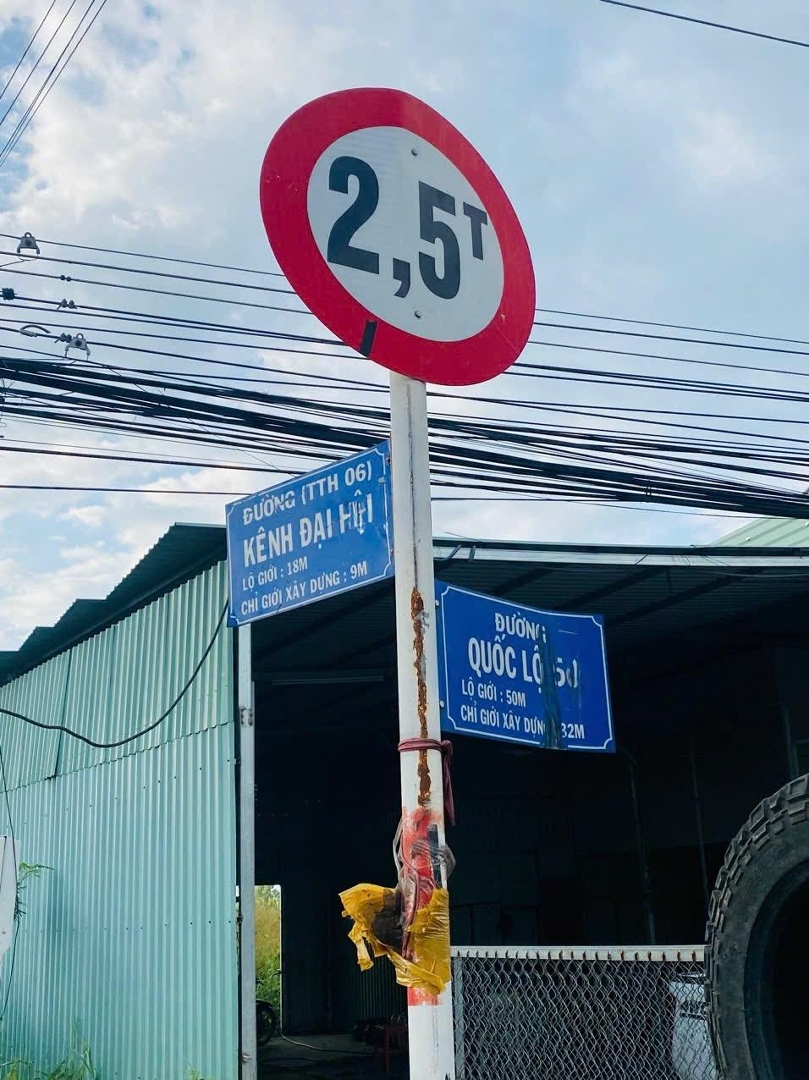 2,5T
ĐƯỜNG (TTH 06)
KÊNH ĐẠI
LỘ GIỚI : 18M
CHỈ GIỚI XÂY DỰNG : 9M
ĐƯỜNG
QUỐC LỘ
LỘ GIỚI : 50M
CHỈ GIỚI XÂY DỰNG 32M